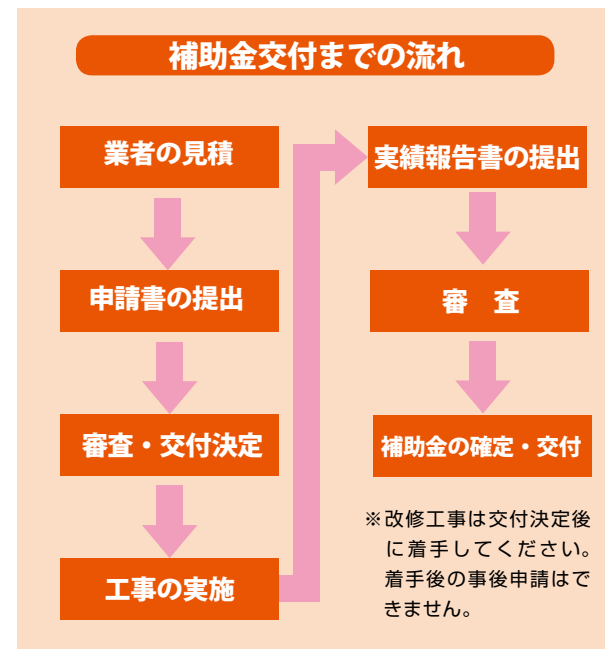 補助金交付までの流れ
業者の見積
申請書の提出
審査・交付決定
工事の実施
実績報告書の提出
審　査
補助金の確定・交付
※改修工事は交付決定後
に着手してください。
着手後の事後申請はで
きません。